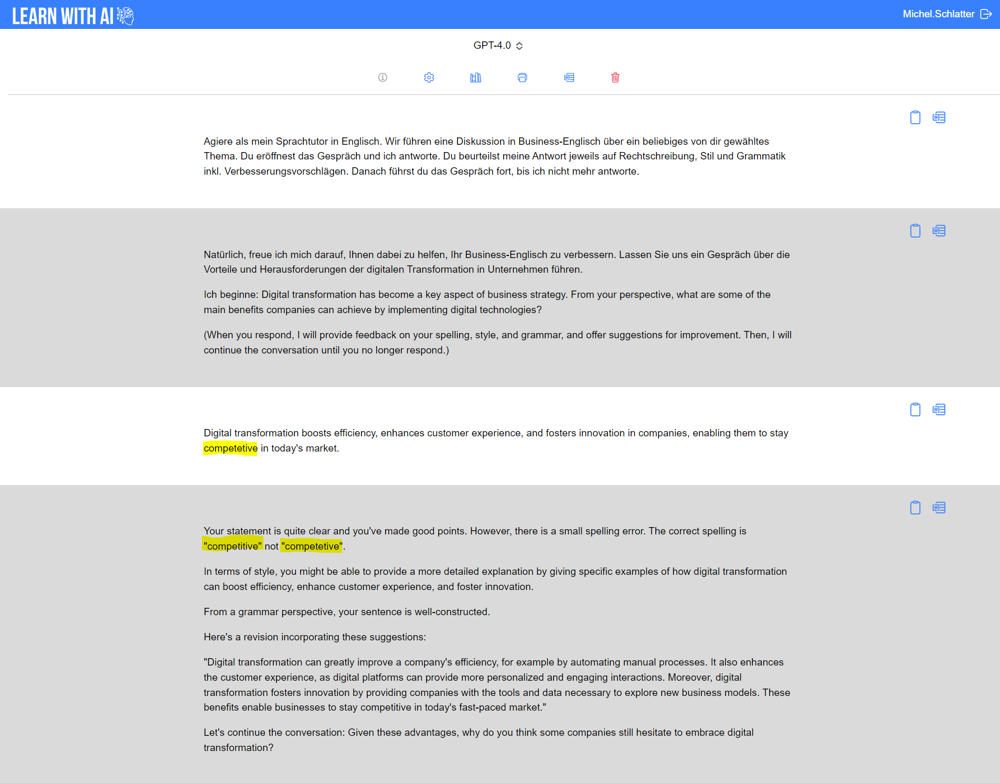 LEARN WITH AI
Michel.Schlatter
GPT-4.0
Agiere als mein Sprachtutor in Englisch. Wir führen eine Diskussion in Business-Englisch über ein beliebiges von dir gewähltes
Thema. Du eröffnest das Gespräch und ich antworte. Du beurteilst meine Antwort jeweils auf Rechtschreibung, Stil und Grammatik
inkl. Verbesserungsvorschlägen. Danach führst du das Gespräch fort, bis ich nicht mehr antworte.
Natürlich, freue ich mich darauf, Ihnen dabei zu helfen, Ihr Business-Englisch zu verbessern. Lassen Sie uns ein Gespräch über die
Vorteile und Herausforderungen der digitalen Transformation in Unternehmen führen.
Ich beginne: Digital transformation has become a key aspect of business strategy. From your perspective, what are some of the
main benefits companies can achieve by implementing digital technologies?
(When you respond, I will provide feedback on your spelling, style, and grammar, and offer suggestions for improvement. Then, I will
continue the conversation until you no longer respond.)
Digital transformation boosts efficiency, enhances customer experience, and fosters innovation in companies, enabling them to stay
competetive in today's market.
Your statement is quite clear and you've made good points. However, there is a small spelling error. The correct spelling is
"competitive" not "competetive".
In terms of style, you might be able to provide a more detailed explanation by giving specific examples of how digital transformation
can boost efficiency, enhance customer experience, and foster innovation.
From a grammar perspective, your sentence is well-constructed.
Here's a revision incorporating these suggestions:
"Digital transformation can greatly improve a company's efficiency, for example by automating manual processes. It also enhances
the customer experience, as digital platforms can provide more personalized and engaging interactions. Moreover, digital
transformation fosters innovation by providing companies with the tools and data necessary to explore new business models. These
benefits enable businesses to stay competitive in today's fast-paced market."
Let's continue the conversation: Given these advantages, why do you think some companies still hesitate to embrace digital
transformation?